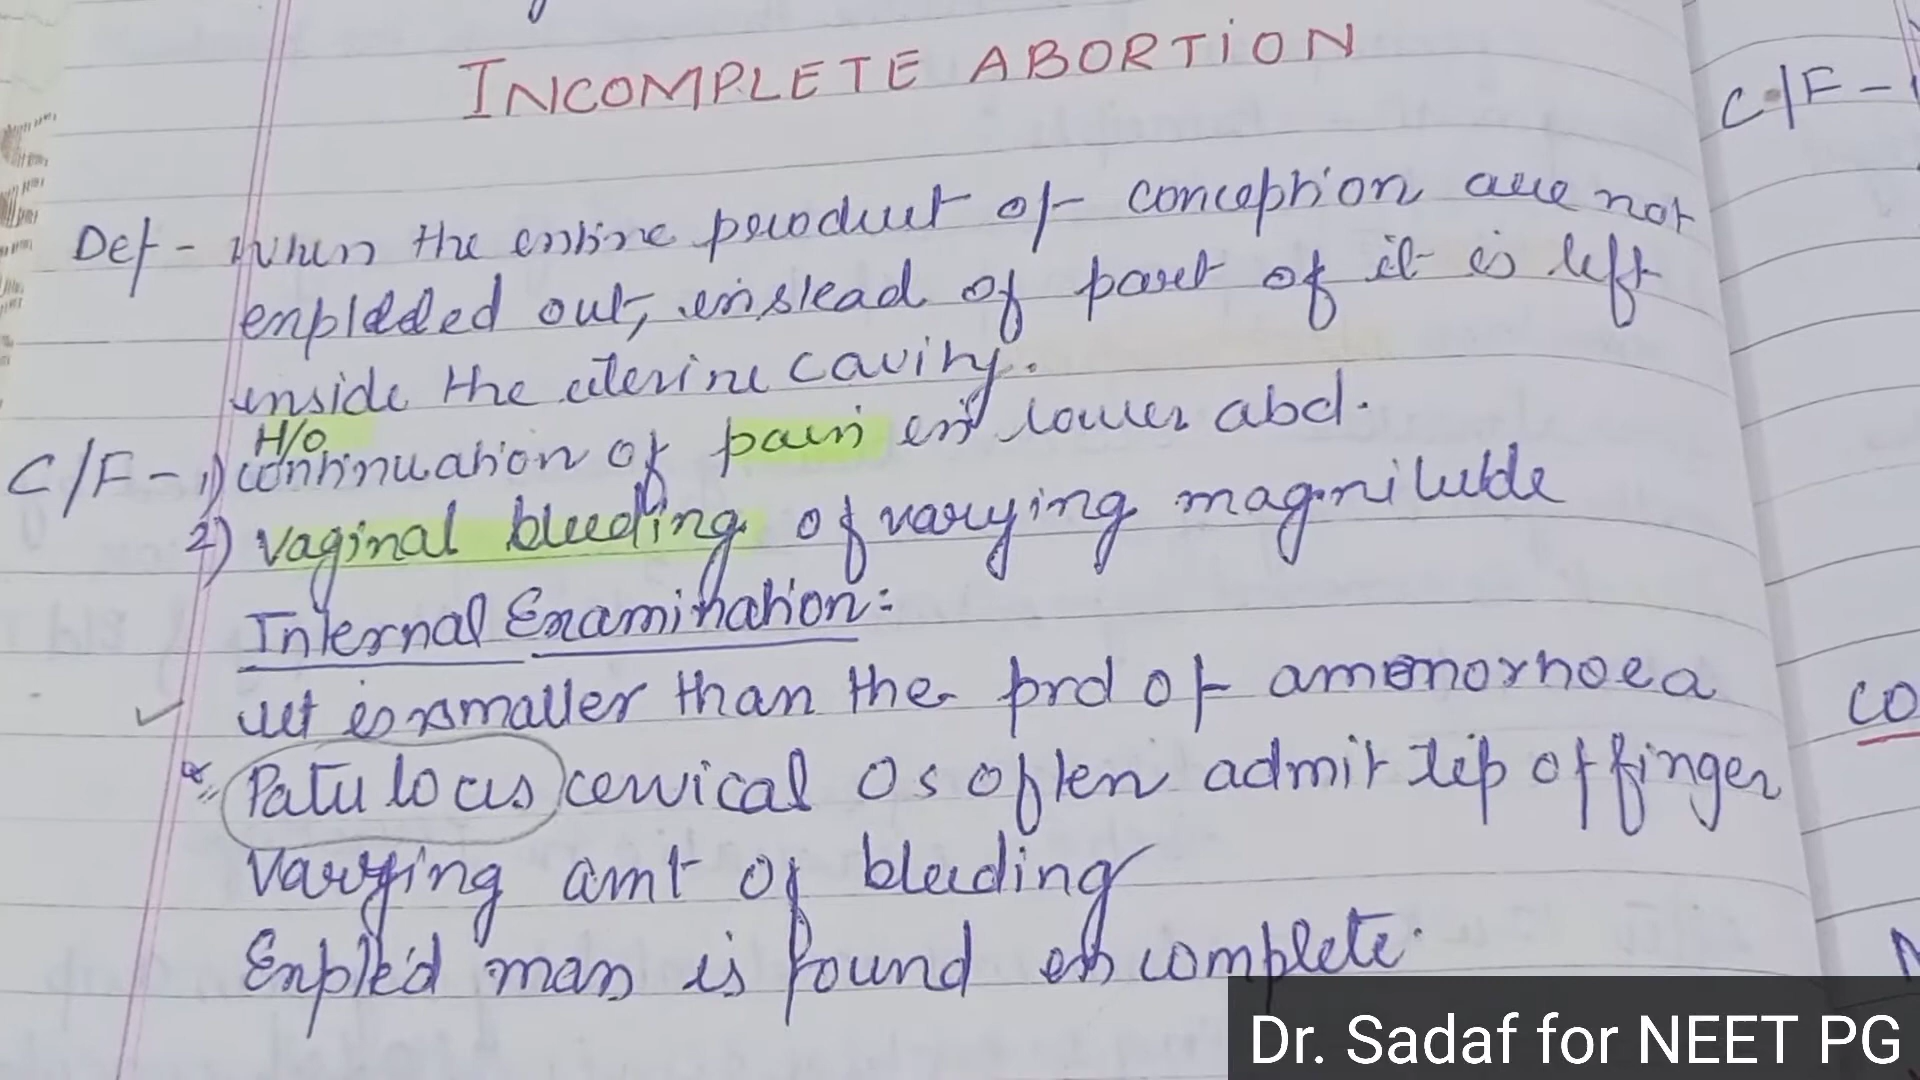 INCOMPLETE ABORTION
Def - When the entire product of conception are not
expelled out, instead of part of it is left
inside the uterine cavity.
H/O
C/F - 1) continuation of pain in lower abd.
2) vaginal bleeding of varying magnitude
Internal Examination:
ut is smaller than the prd of amenorrhoea
Patulous cervical os often admit tip of finger
varying amt of bleeding
Expl'd mass is found incomplete.
C/F -
CO
Dr. Sadaf for NEET PG